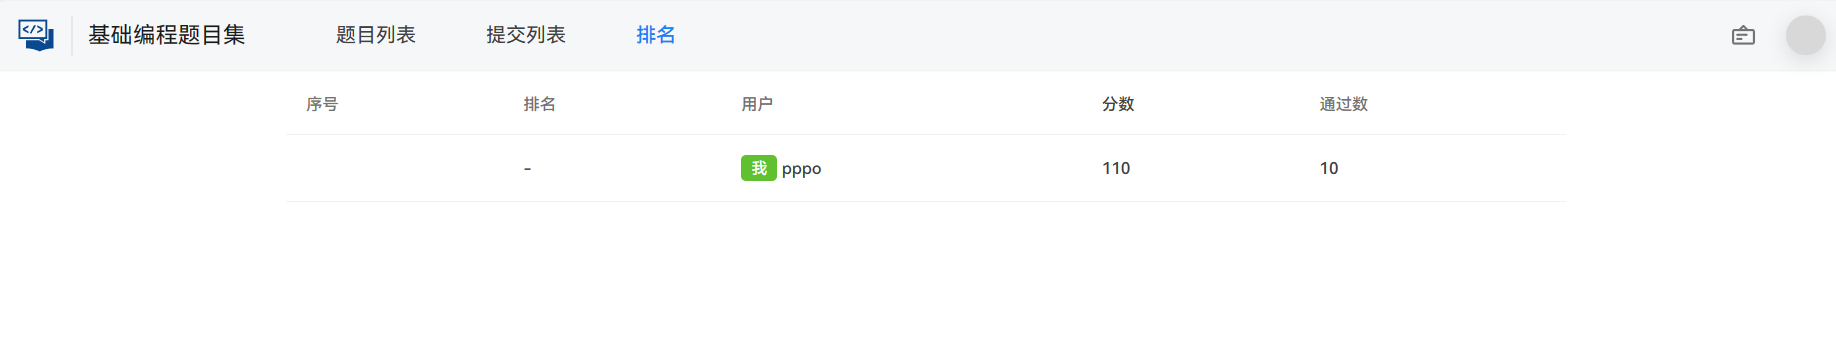 基础编程题目集 题目列表 提交列表 排名
序号 排名 用户 分数 通过数
- 我 pppo 110 10